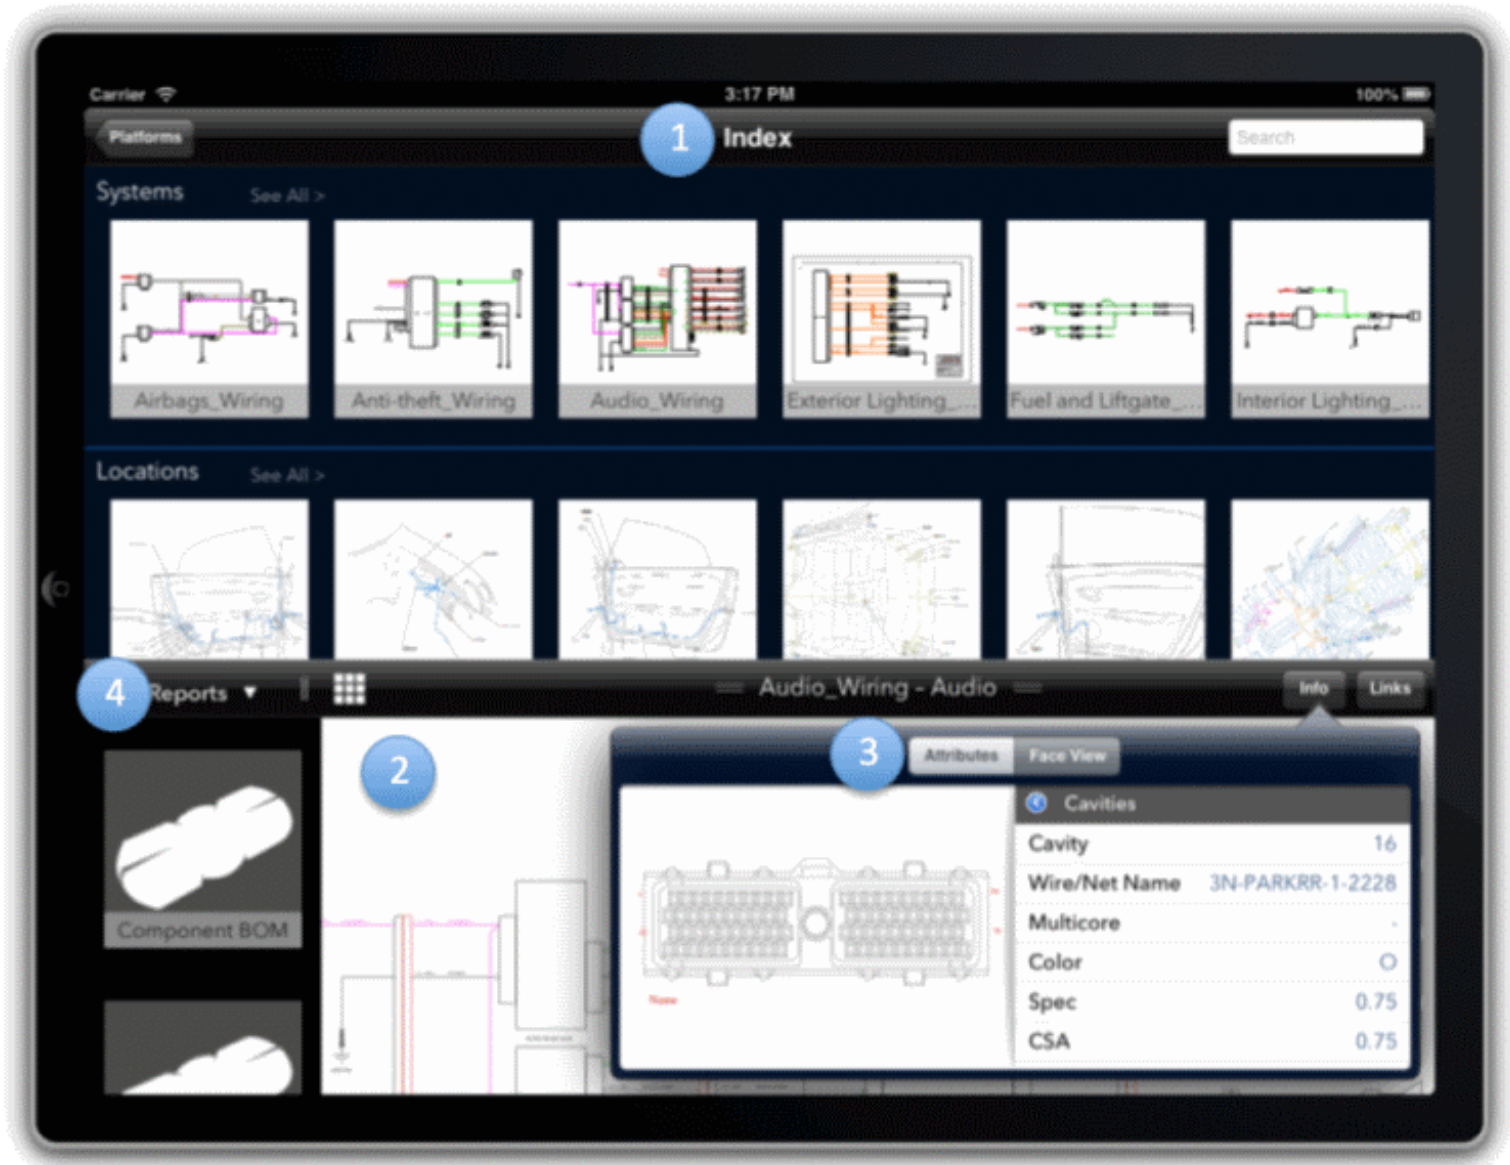 Carrier
3:17 PM
100%
Platforms
1
Index
Search
Systems
See All >
Airbags_Wiring
Anti-theft_Wiring
Audio_Wiring
Exterior Lighting_...
Fuel and Liftgate_...
Interior Lighting_...
Locations
See All >
4
Reports ▼
Audio_Wiring - Audio
Info
Links
2
3
Attributes
Face View
Cavities
Cavity 16
Wire/Net Name 3N-PARKRR-1-2228
Multicore -
Color O
Spec 0.75
CSA 0.75
Name
Component BOM